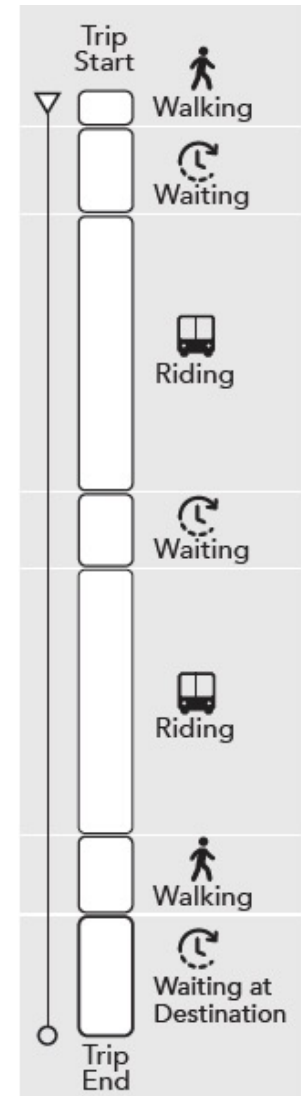 Trip
Start
Walking
Waiting
Riding
Waiting
Riding
Walking
Waiting at
Destination
Trip
End